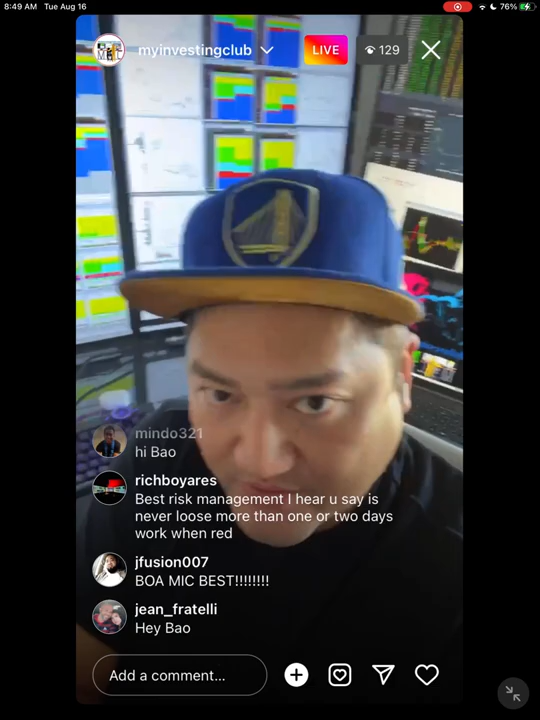 8:49 AM Tue Aug 16
76%
myinvestingclub
LIVE
129
mindo321
hi Bao
richboyares
Best risk management I hear u say is
never loose more than one or two days
work when red
jfusion007
BOA MIC BEST!!!!!!!!
jean_fratelli
Hey Bao
Add a comment...